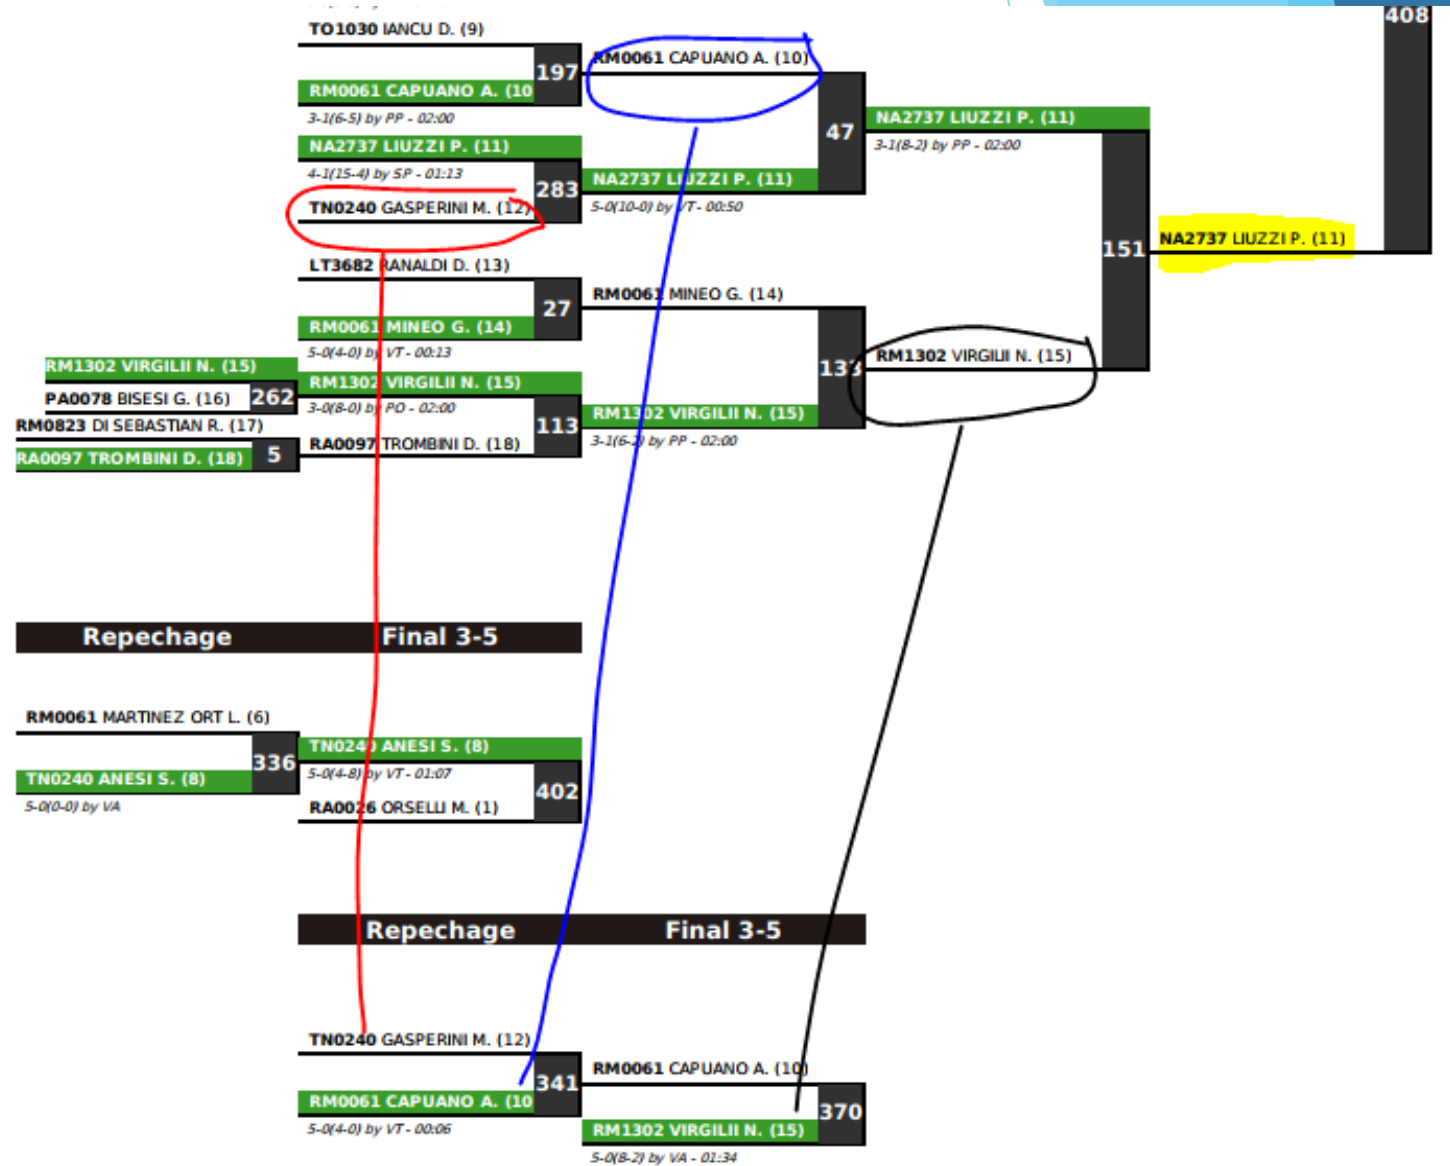 408
TO1030 IANCU D. (9)
197
RM0061 CAPUANO A. (10)
RM0061 CAPUANO A. (10
3-1(6-5) by PP - 02:00
47
NA2737 LIUZZI P. (11)
3-1(8-2) by PP - 02:00
NA2737 LIUZZI P. (11)
4-1(15-4) by SP - 01:13
283
NA2737 LIUZZI P. (11)
5-0(10-0) by VT - 00:50
TN0240 GASPERINI M. (12)
151
NA2737 LIUZZI P. (11)
LT3682 RANALDI D. (13)
27
RM0061 MINEO G. (14)
RM0061 MINEO G. (14)
5-0(4-0) by VT - 00:13
133
RM1302 VIRGILII N. (15)
RM1302 VIRGILII N. (15)
262
PA0078 BISESI G. (16)
RM1302 VIRGILII N. (15)
3-0(8-0) by PO - 02:00
113
RM1302 VIRGILII N. (15)
3-1(6-2) by PP - 02:00
RM0823 DI SEBASTIAN R. (17)
5
RA0097 TROMBINI D. (18)
RA0097 TROMBINI D. (18)
Repechage Final 3-5
RM0061 MARTINEZ ORT L. (6)
336
TN0240 ANESI S. (8)
5-0(0-0) by VA
TN0240 ANESI S. (8)
5-0(4-8) by VT - 01:07
402
RA0026 ORSELLI M. (1)
Repechage Final 3-5
TN0240 GASPERINI M. (12)
341
RM0061 CAPUANO A. (10
5-0(4-0) by VT - 00:06
RM0061 CAPUANO A. (10)
370
RM1302 VIRGILII N. (15)
5-0(8-2) by VA - 01:34